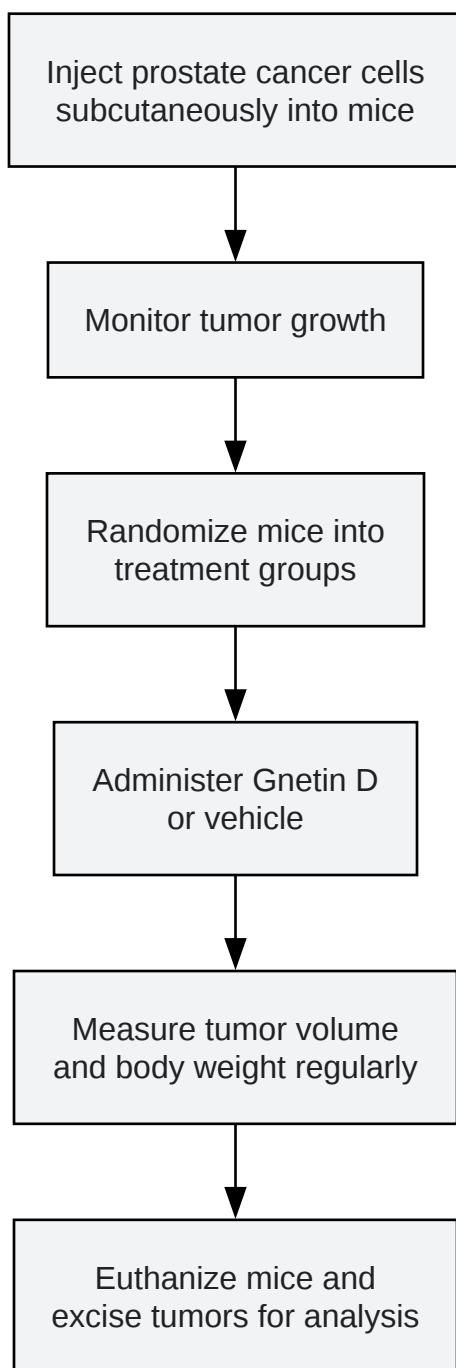 Inject prostate cancer cells
subcutaneously into mice
Monitor tumor growth
Randomize mice into
treatment groups
Administer Gnetin D
or vehicle
Measure tumor volume
and body weight regularly
Euthanize mice and
excise tumors for analysis